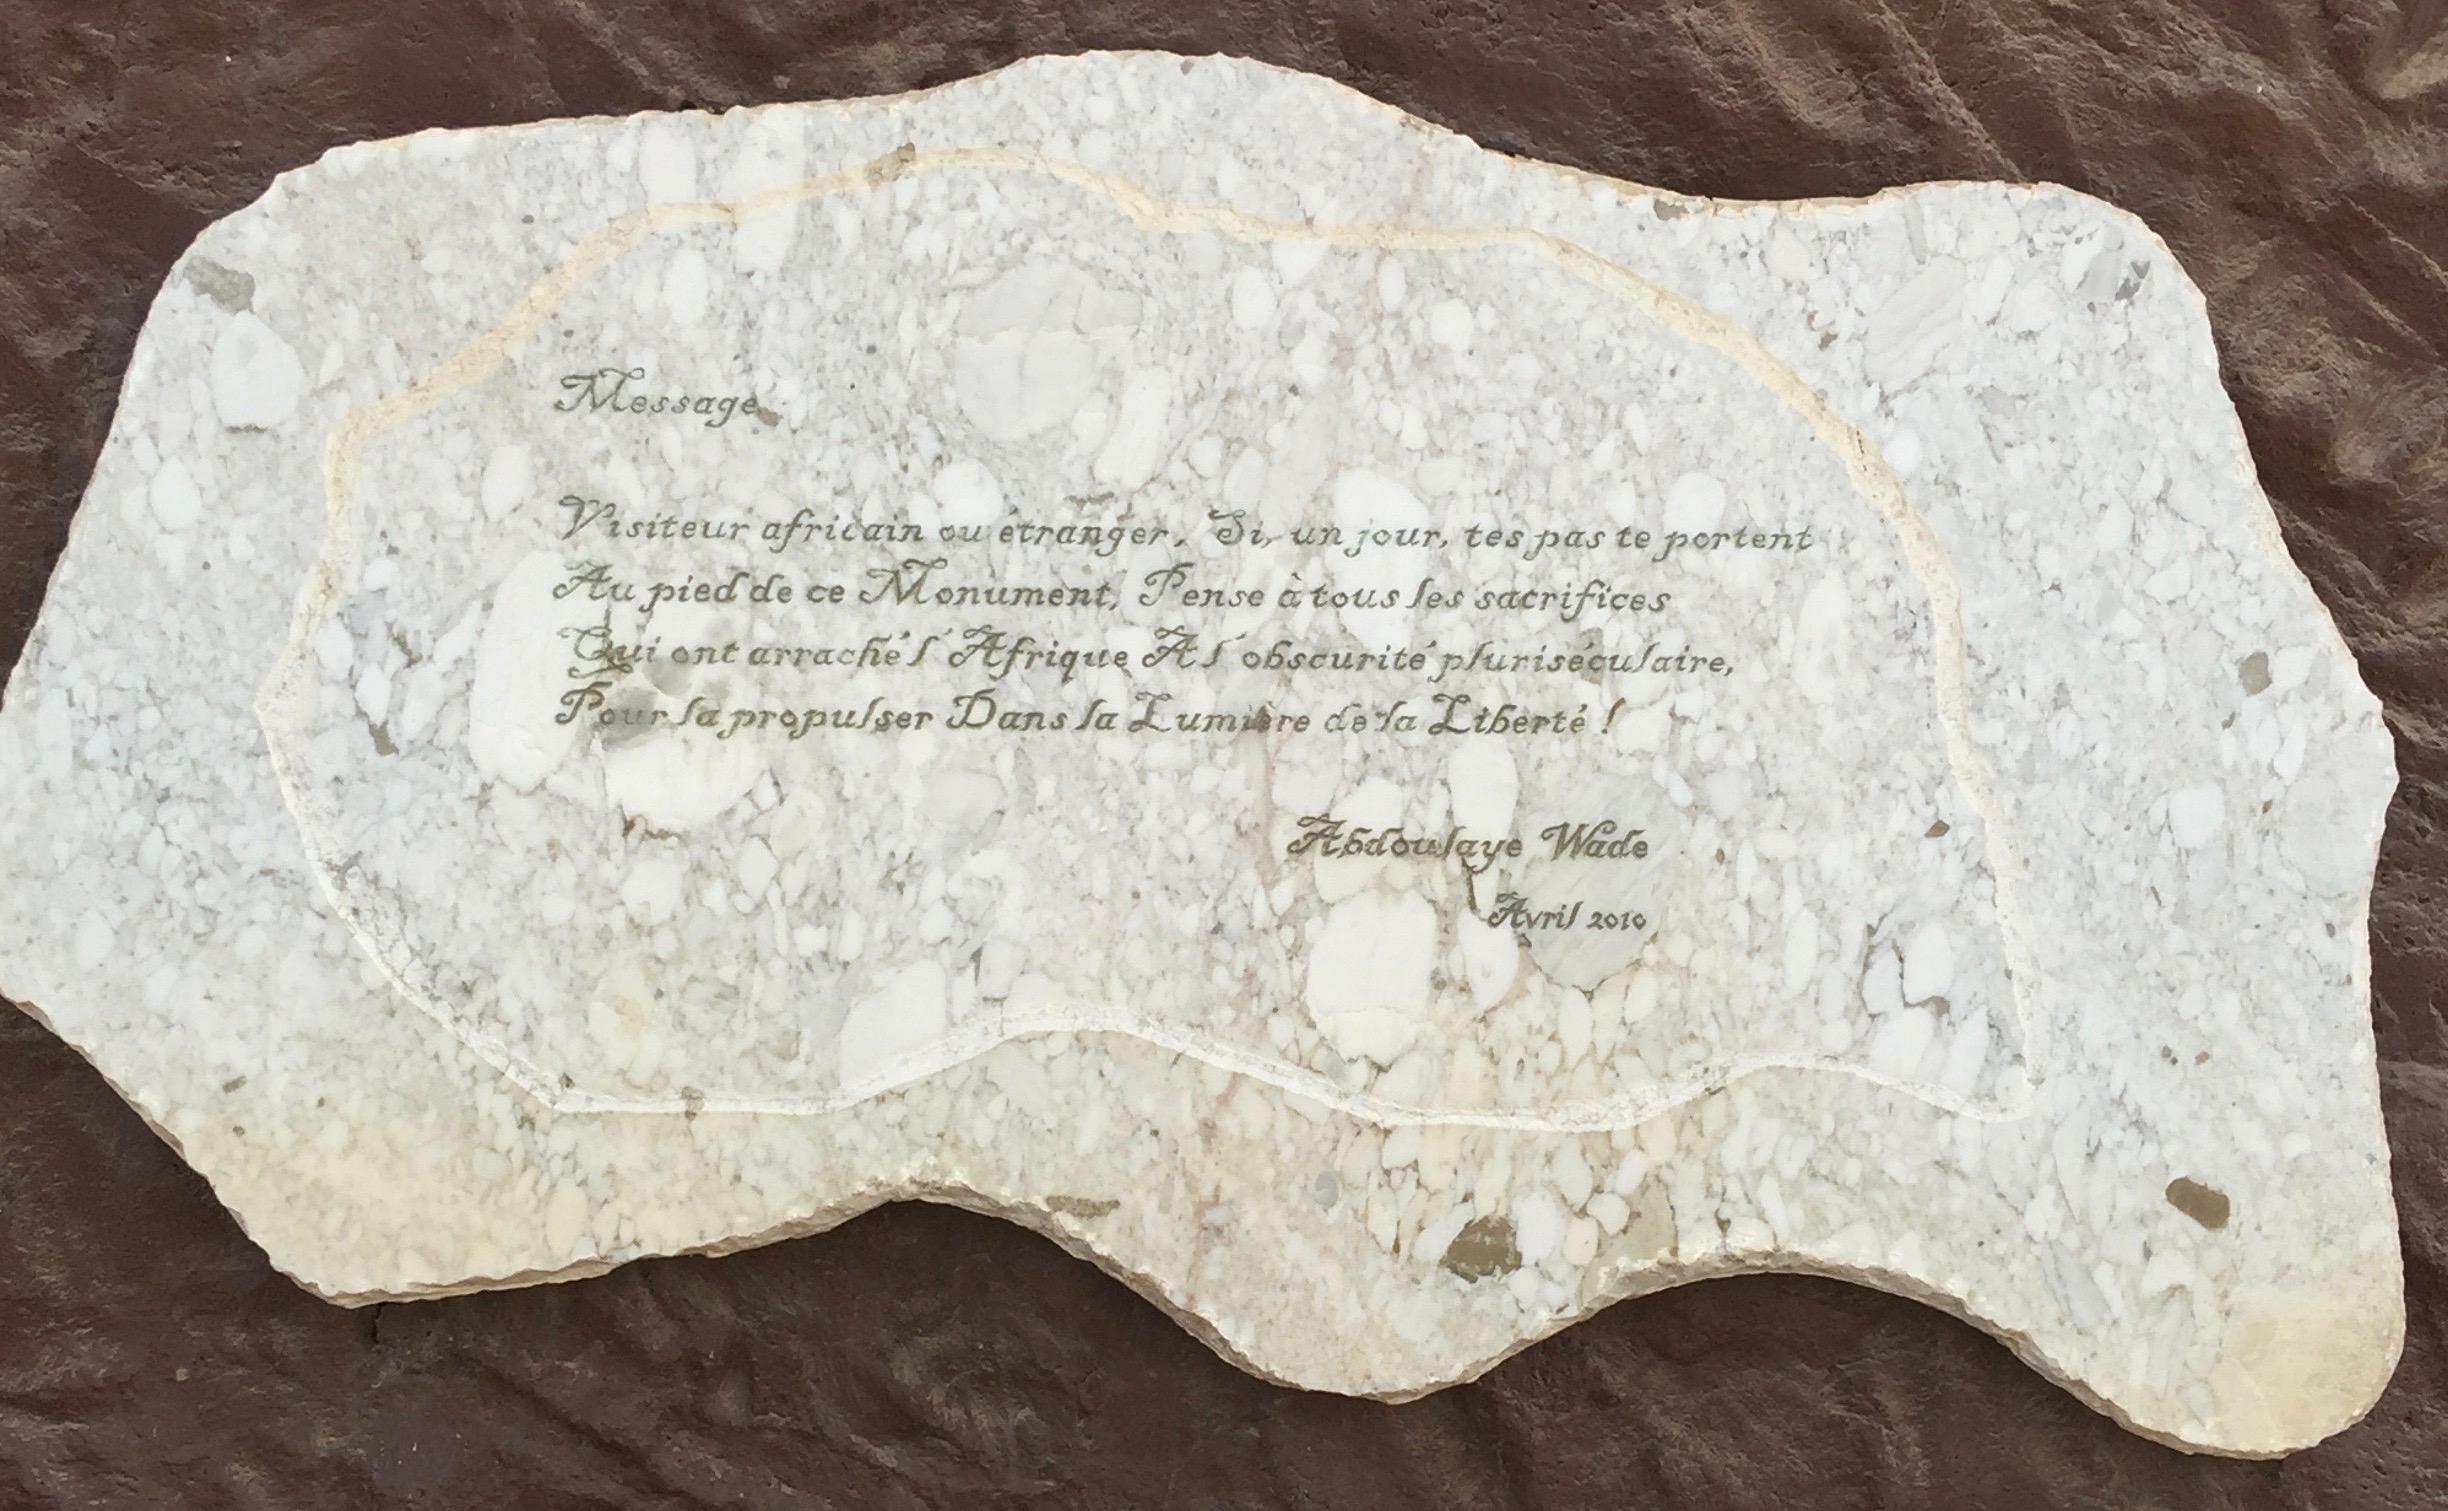 Message
Visiteur africain ou étranger, Si, un jour, tes pas te portent
Au pied de ce Monument, Pense à tous les sacrifices
Qui ont arraché l'Afrique A l'obscurité pluriséculaire,
Pour la propulser Dans la Lumière de la Liberté !
Abdoulaye Wade
Avril 2010